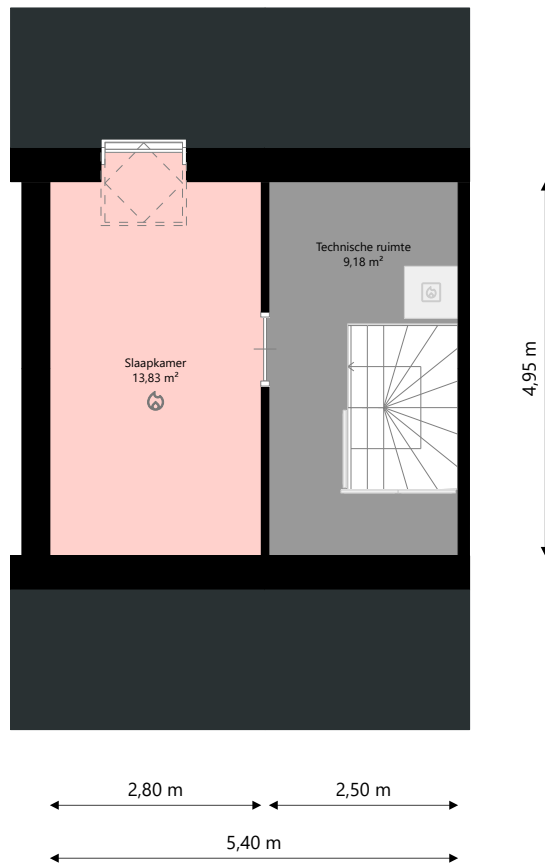 Technische ruimte
9,18 m²
Slaapkamer
13,83 m²
4,95 m
2,80 m
2,50 m
5,40 m